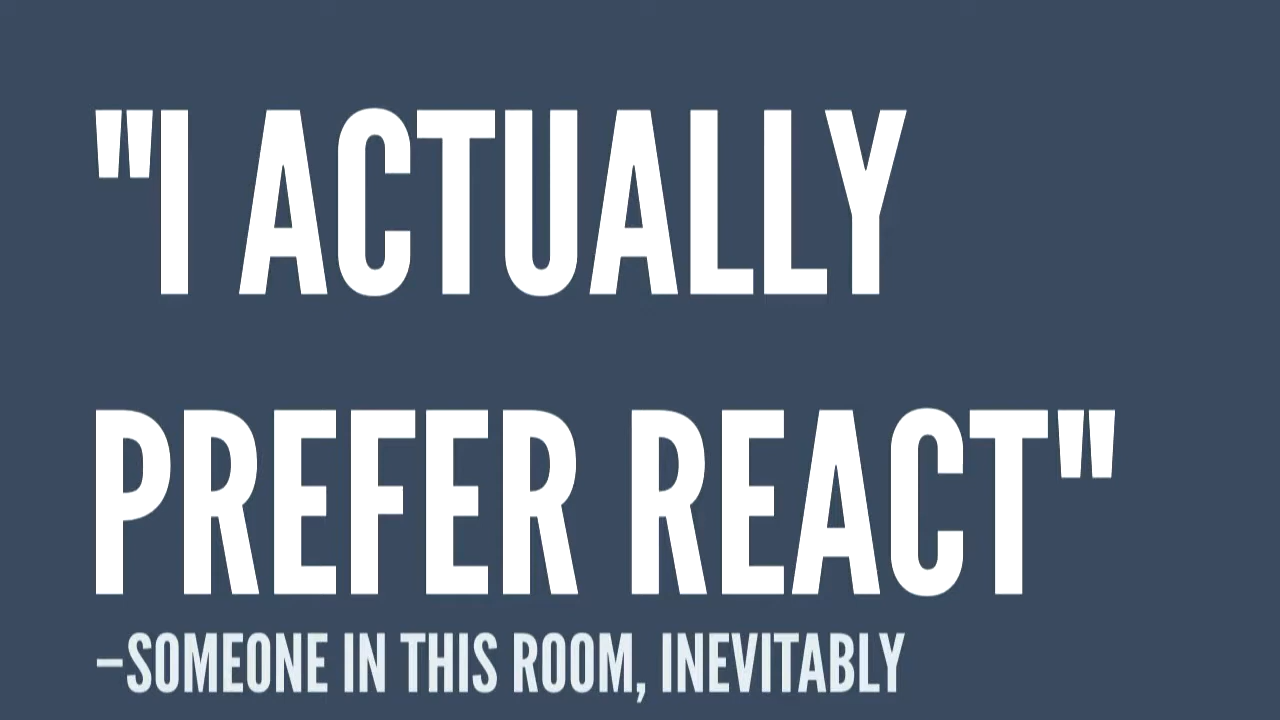 "I ACTUALLY
PREFER REACT"
–SOMEONE IN THIS ROOM, INEVITABLY